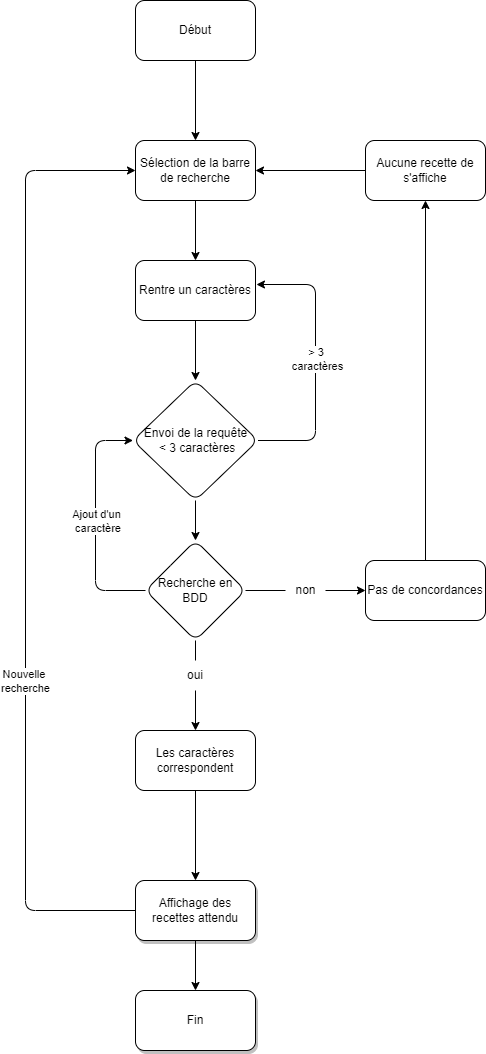 Début
Sélection de la barre
de recherche
Aucune recette de
s'affiche
Rentre un caractères
> 3
caractères
Envoi de la requête
< 3 caractères
Ajout d'un
caractère
Recherche en
BDD
non
Pas de concordances
oui
Nouvelle
recherche
Les caractères
correspondent
Affichage des
recettes attendu
Fin